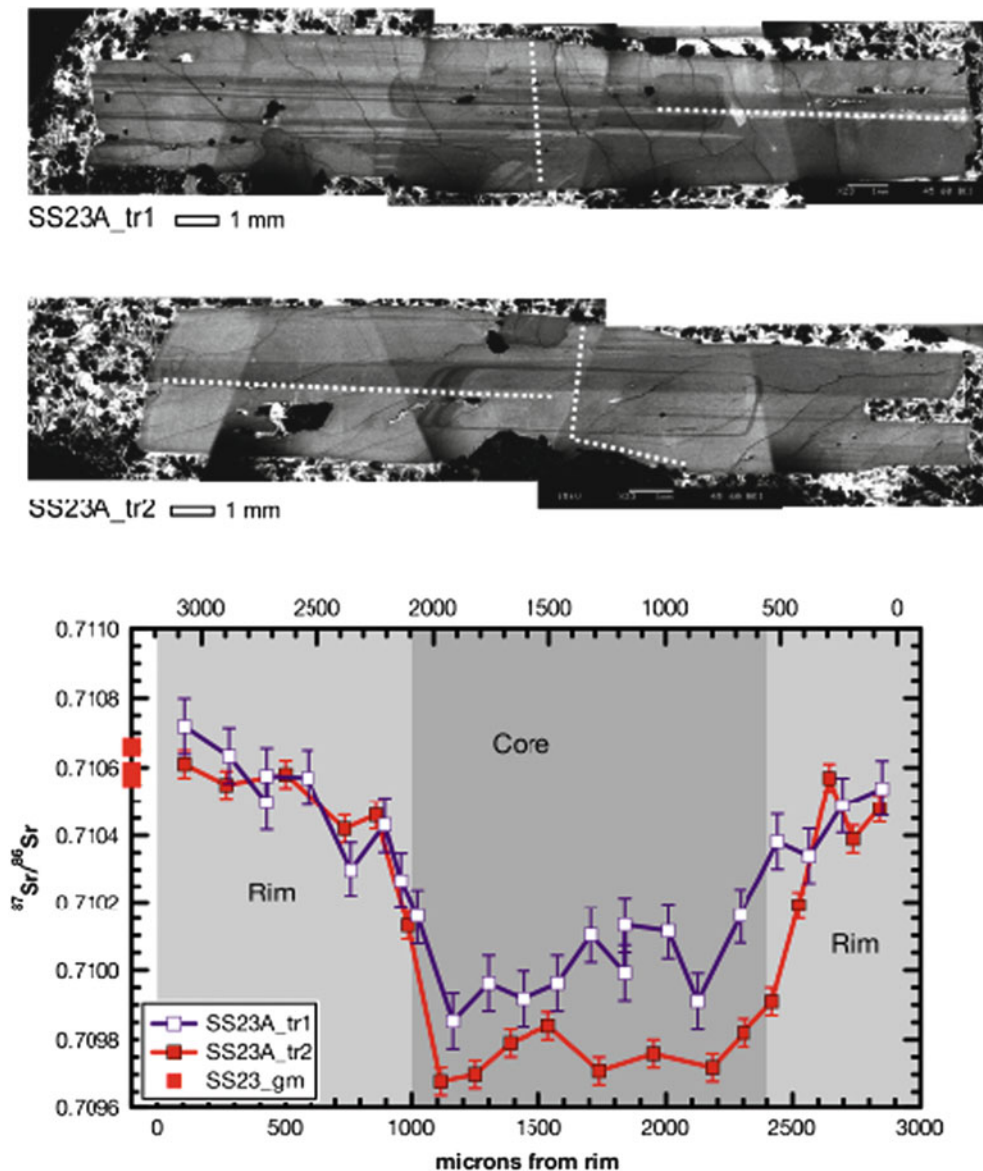 SS23A_tr1 1 mm
SS23A_tr2 1 mm
3000 2500 2000 1500 1000 500 0
0.7110
0.7108
0.7106
0.7104
0.7102
0.7100
0.7098
0.7096
87Sr/86Sr
Core
Rim
Rim
SS23A_tr1
SS23A_tr2
SS23_gm
0 500 1000 1500 2000 2500 3000
microns from rim